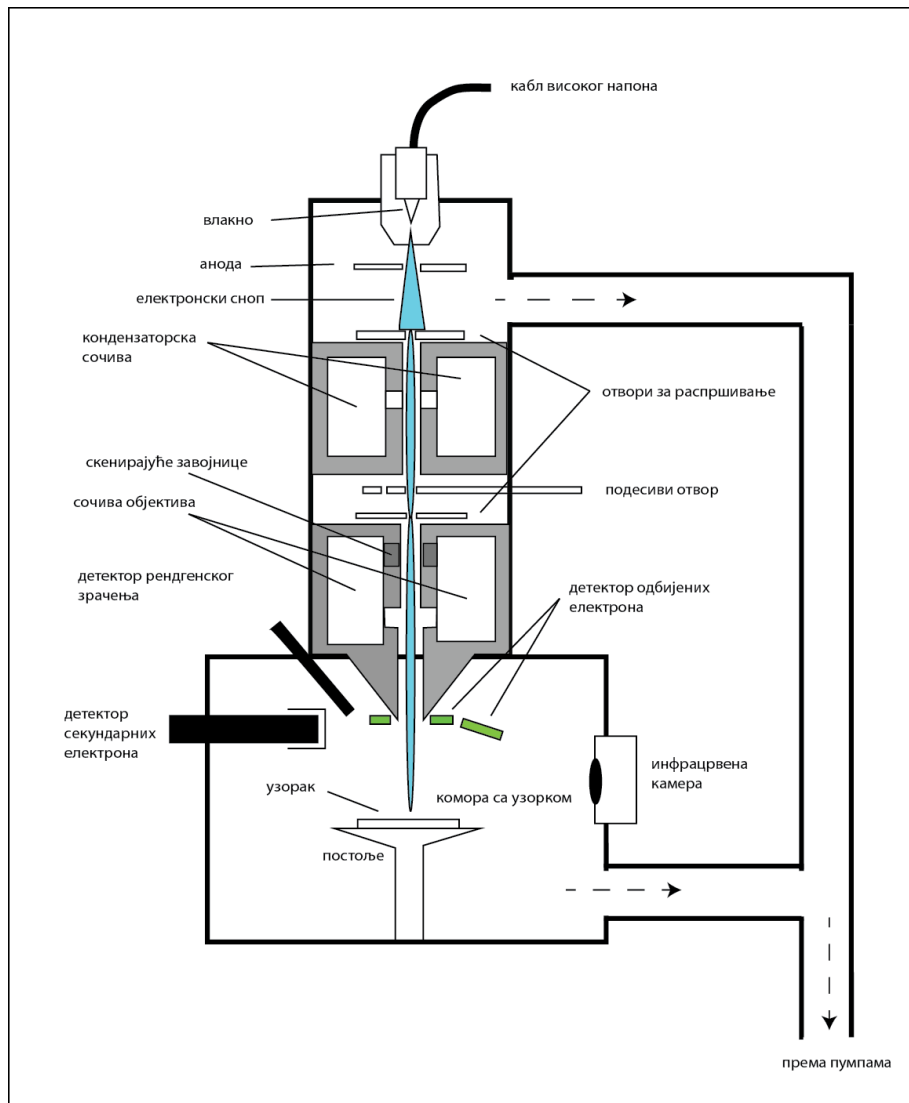 кабл високог напона
влакно
анода
електронски сноп
кондензаторска
сочива
отвори за распршивање
скенирајуће завојнице
подесиви отвор
сочива објектива
детектор рендгенског
зрачења
детектор одбијених
електрона
детектор
секундарних
електрона
инфрацрвена
камера
узорак
комора са узорком
постоље
према пумпама